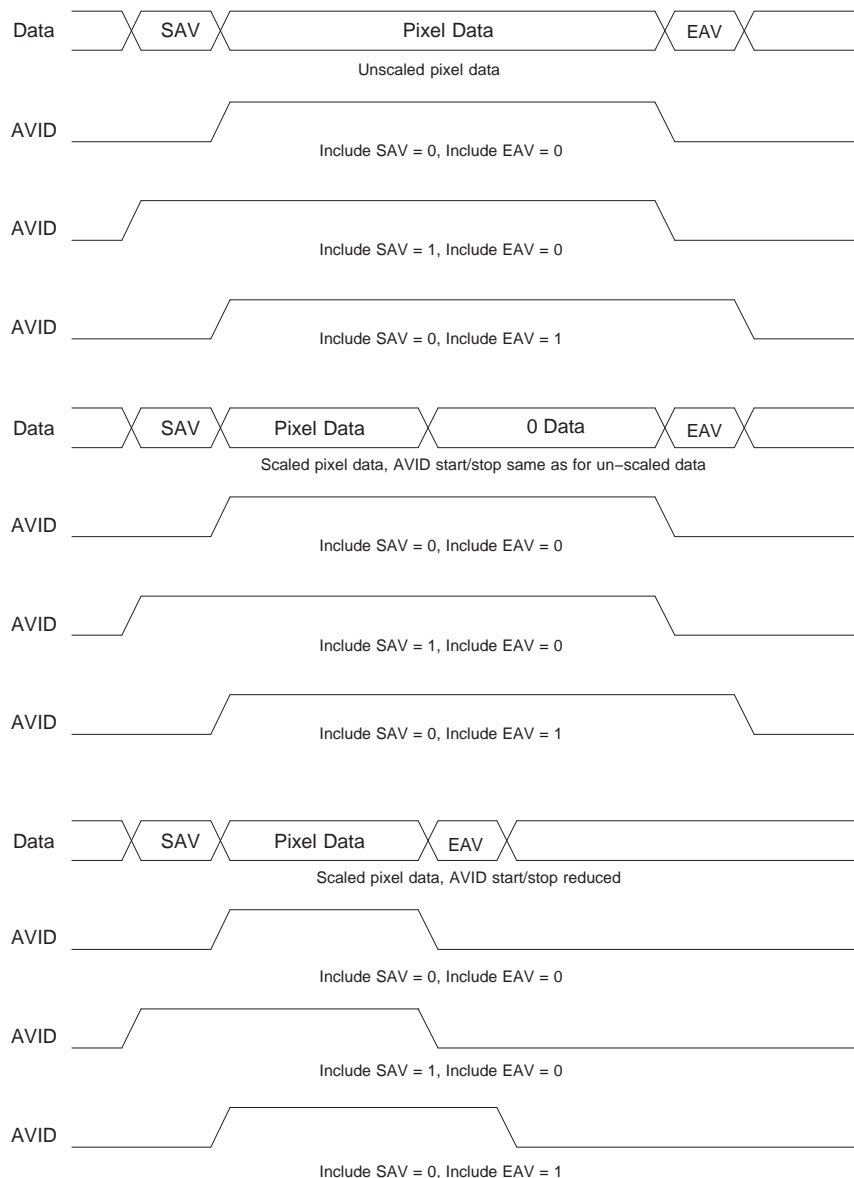 Data SAV Pixel Data EAV
Unscaled pixel data
AVID
Include SAV = 0, Include EAV = 0
AVID
Include SAV = 1, Include EAV = 0
AVID
Include SAV = 0, Include EAV = 1
Data SAV Pixel Data 0 Data EAV
Scaled pixel data, AVID start/stop same as for un−scaled data
AVID
Include SAV = 0, Include EAV = 0
AVID
Include SAV = 1, Include EAV = 0
AVID
Include SAV = 0, Include EAV = 1
Data SAV Pixel Data EAV
Scaled pixel data, AVID start/stop reduced
AVID
Include SAV = 0, Include EAV = 0
AVID
Include SAV = 1, Include EAV = 0
AVID
Include SAV = 0, Include EAV = 1